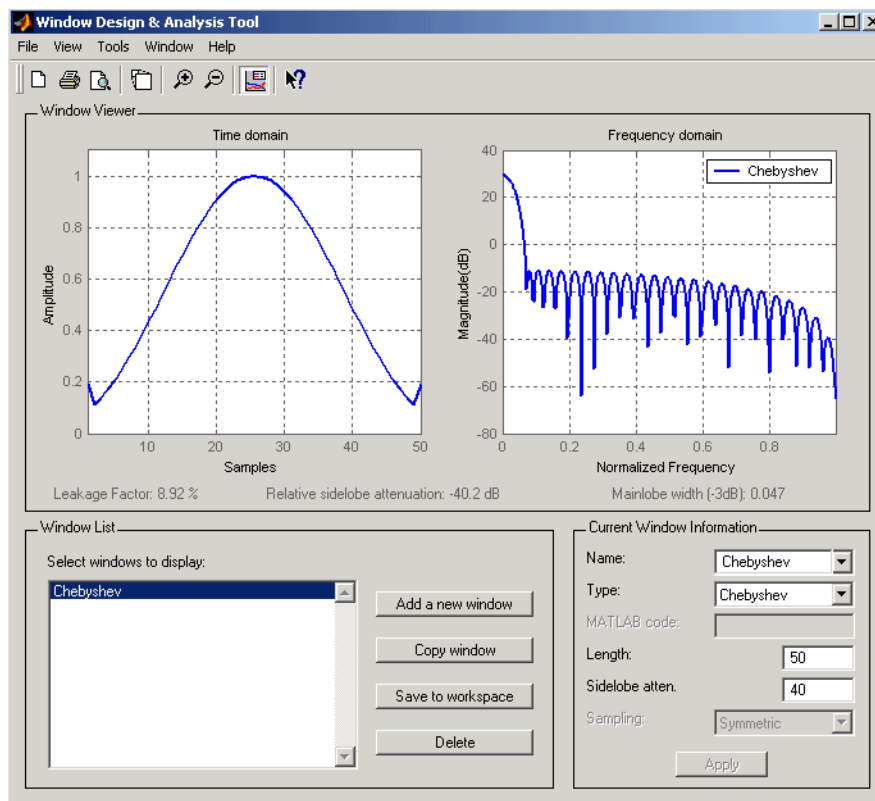 Window Design & Analysis Tool
File View Tools Window Help
Window Viewer
Time domain
Frequency domain
1
0.8
0.6
0.4
0.2
0
Amplitude
10 20 30 40 50
Samples
40
20
0
-20
-40
-60
-80
Magnitude(dB)
Chebyshev
0 0.2 0.4 0.6 0.8
Normalized Frequency
Leakage Factor: 8.92 % Relative sidelobe attenuation: -40.2 dB Mainlobe width (-3dB): 0.047
Window List
Select windows to display:
Chebyshev
Add a new window
Copy window
Save to workspace
Delete
Current Window Information
Name: Chebyshev
Type: Chebyshev
MATLAB code:
Length: 50
Sidelobe atten. 40
Sampling: Symmetric
Apply